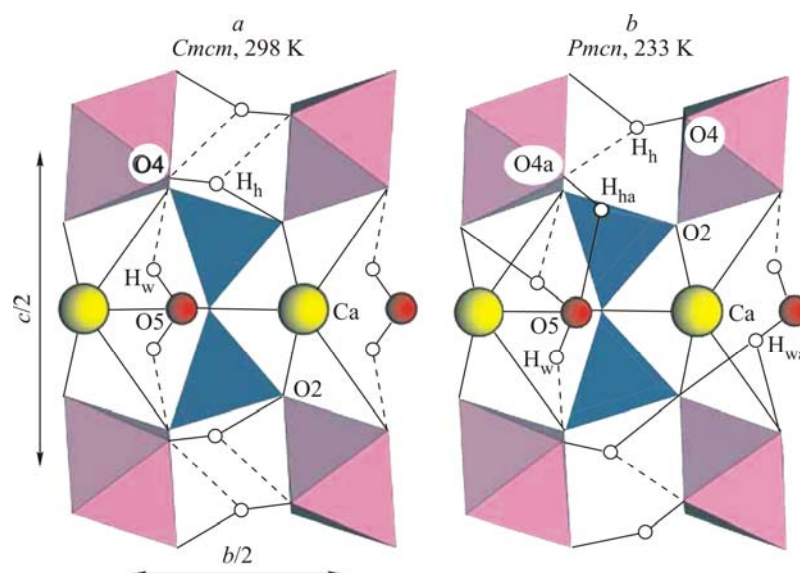 a
Cmcm, 298 K
b
Pmcn, 233 K
O4
H_h
H_w
O5
Ca
O2
c/2
b/2
O4a
O4
H_h
H_ha
O2
O5
Ca
H_w
H_wa